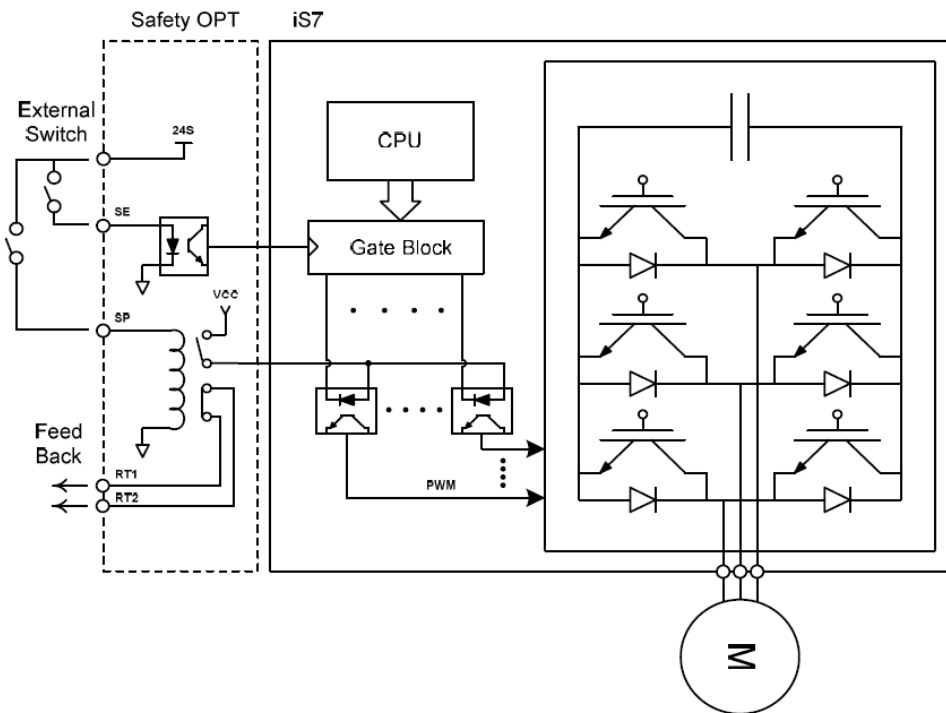 Safety OPT
iS7
External
Switch
24S
CPU
SE
Gate Block
VCC
SP
Feed
Back
RT1
RT2
PWM
M